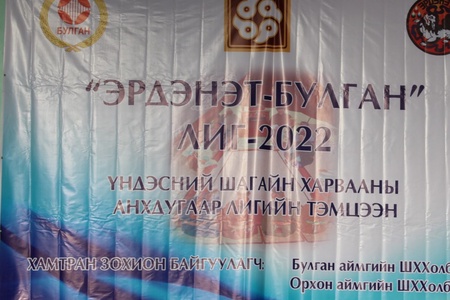 БУЛГАН
“ЭРДЭНЭТ-БУЛГАН”
ЛИГ-2022
ҮНДЭСНИЙ ШАГАЙН ХАРВААНЫ
АНХДУГААР ЛИГИЙН ТЭМЦЭЭН
ХАМТРАН ЗОХИОН БАЙГУУЛАГЧ: Булган аймгийн ШХХолб
Орхон аймгийн ШХХолб